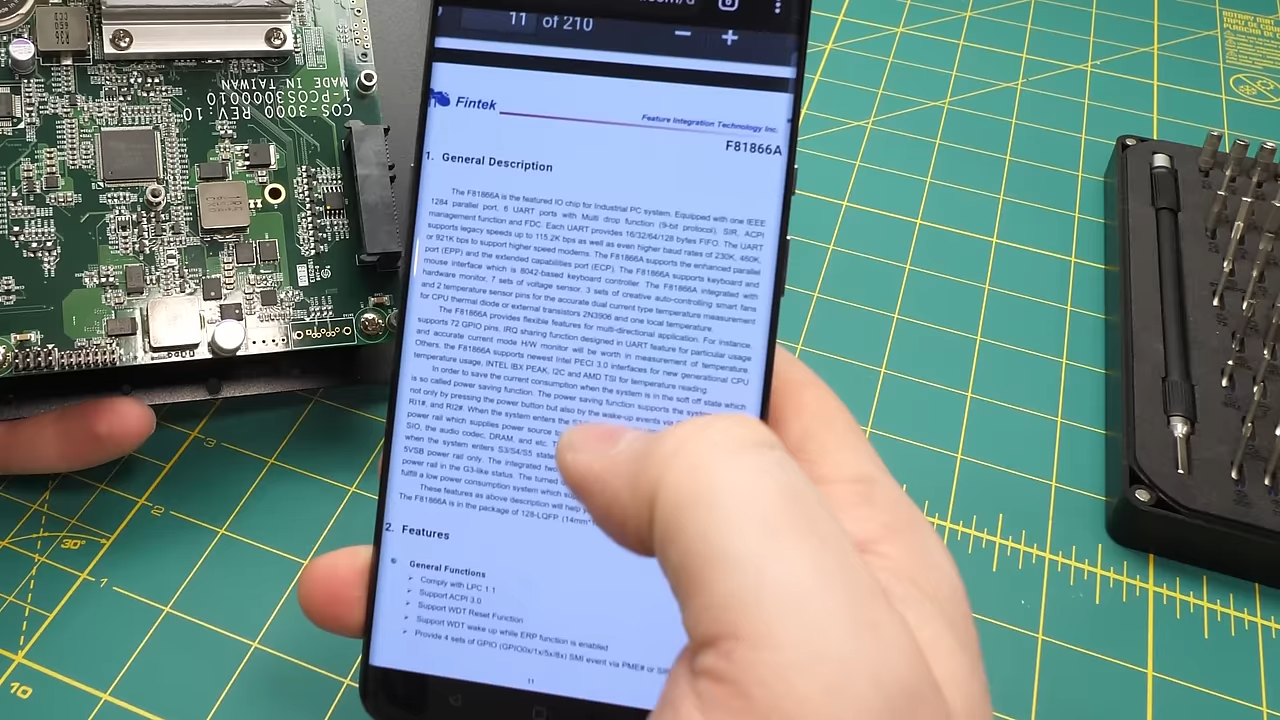 11 of 210
Fintek
Feature Integration Technology Inc.
F81866A
1. General Description
The F81866A is the featured IO chip for Industrial PC system. Equipped with one IEEE
1284 parallel port, 6 UART ports with Multi drop function (9-bit protocol), SIR, ACPI
management function and FDC. Each UART provides 16/32/64/128 bytes FIFO. The UART
supports legacy speeds up to 115.2K bps as well as even higher baud rates of 230K, 460K,
or 921K bps to support higher speed modems. The F81866A supports the enhanced parallel
port (EPP) and the extended capabilities port (ECP). The F81866A supports keyboard and
mouse interface which is 8042-based keyboard controller. The F81866A integrated with
hardware monitor, 7 sets of voltage sensor, 3 sets of creative auto-controlling smart fans
and 2 temperature sensor pins for the accurate dual current type temperature measurement
for CPU thermal diode or external transistors 2N3906 and one local temperature.
The F81866A provides flexible features for multi-directional application. For instance,
supports 72 GPIO pins, IRQ sharing function designed in UART feature for particular usage
and accurate current mode H/W monitor will be worth in measurement of temperature.
Others, the F81866A supports newest Intel PECI 3.0 interfaces for new generational CPU
temperature usage, INTEL IBX PEAK, I2C and AMD TSI for temperature reading.
In order to save the current consumption when the system is in the soft off state which
is so called power saving function. The power saving function supports the
not only by pressing the power button but also by the wake-up events via
RI1#, and RI2#. When the system enters the
power rail which supplies power source to
SIO, the audio codec, DRAM, and etc.
when the system enters S3/S4/S5
5VSB power rail only. The integrated
power rail in the G3-like status. The turned
fulfill a low power consumption system which
These features as above description will help
The F81866A is in the package of 128-LQFP
2. Features
General Functions
Comply with LPC 1.1
Support ACPI 3.0
Support WDT Reset Function
Support WDT wake up while ERP function is enabled
Provide 4 sets of GPIO (GPIO0x/1x/5x/8x) SMI event via PME# or
11
COS-3000 REV:10
MADE IN TAIWAN
3
2
1
30°
10